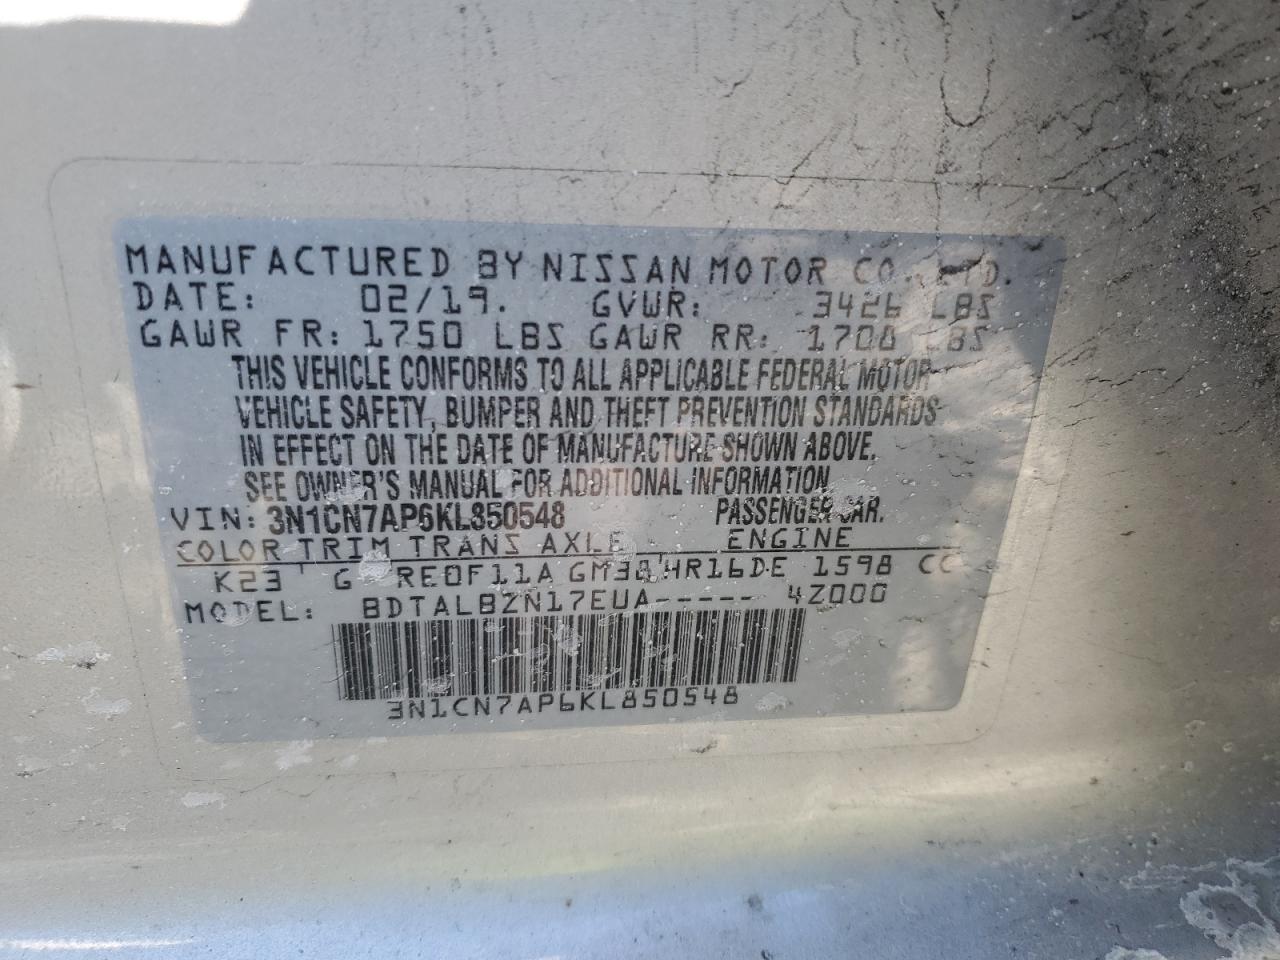 MANUFACTURED BY NISSAN MOTOR CO., LTD.
DATE: 02/19. GVWR: 3426 LBS
GAWR FR: 1750 LBS GAWR RR: 1708 LBS
THIS VEHICLE CONFORMS TO ALL APPLICABLE FEDERAL MOTOR
VEHICLE SAFETY, BUMPER AND THEFT PREVENTION STANDARDS
IN EFFECT ON THE DATE OF MANUFACTURE SHOWN ABOVE.
SEE OWNER'S MANUAL FOR ADDITIONAL INFORMATION
VIN: 3N1CN7AP6KL850548 PASSENGER CAR.
COLOR TRIM TRANS AXLE ENGINE
K23 G RE0F11A GM38 HR16DE 1598 CC
MODEL: BDTALBZN17EUA----- 4Z000
3N1CN7AP6KL850548